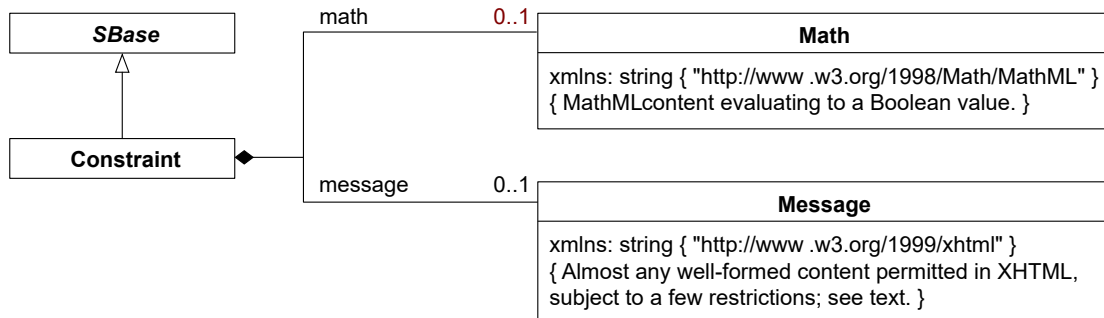 SBase
Constraint
math 0..1
Math
xmlns: string { "http://www .w3.org/1998/Math/MathML" }
{ MathMLcontent evaluating to a Boolean value. }
message 0..1
Message
xmlns: string { "http://www .w3.org/1999/xhtml" }
{ Almost any well-formed content permitted in XHTML,
subject to a few restrictions; see text. }